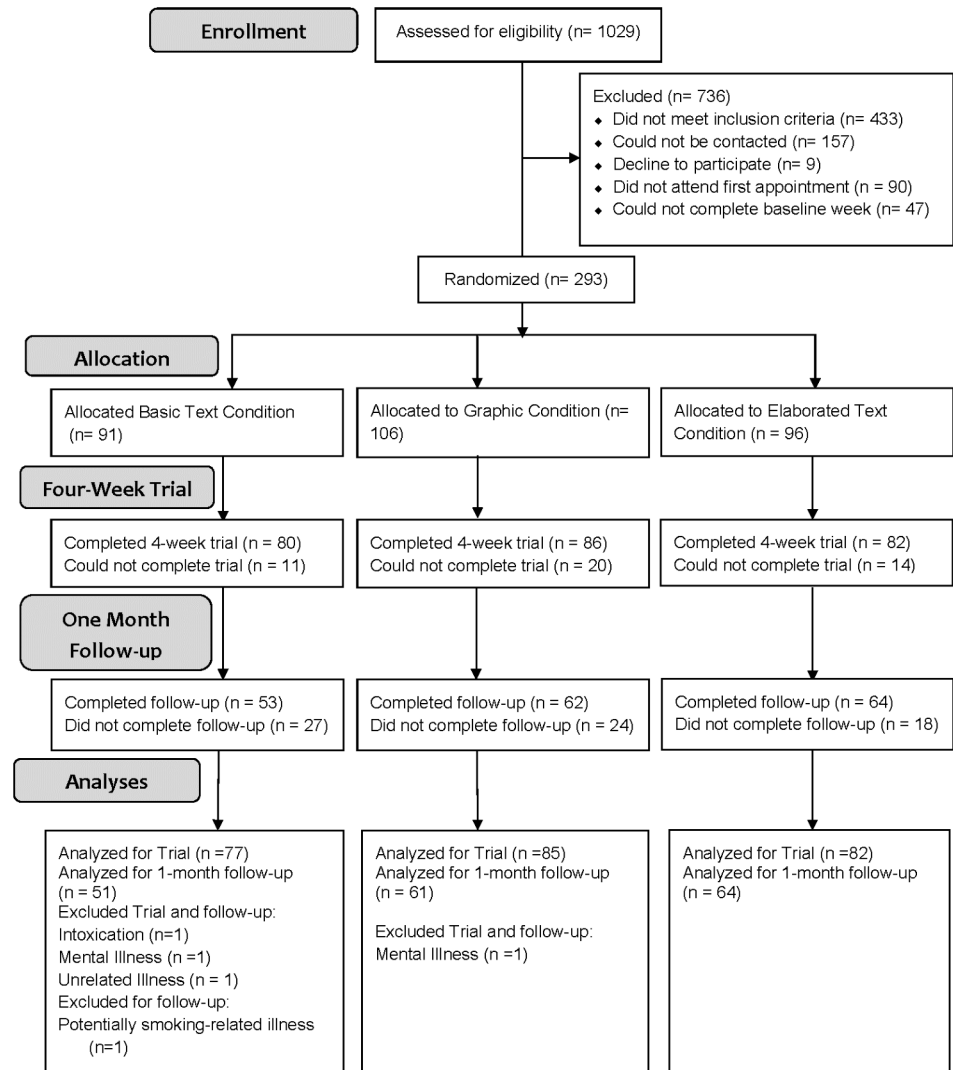 Enrollment
Assessed for eligibility (n= 1029)
Excluded (n= 736)
⬥ Did not meet inclusion criteria (n= 433)
⬥ Could not be contacted (n= 157)
⬥ Decline to participate (n= 9)
⬥ Did not attend first appointment (n = 90)
⬥ Could not complete baseline week (n= 47)
Randomized (n= 293)
Allocation
Allocated Basic Text Condition
(n= 91)
Allocated to Graphic Condition (n=
106)
Allocated to Elaborated Text
Condition (n = 96)
Four-Week Trial
Completed 4-week trial (n = 80)
Could not complete trial (n = 11)
Completed 4-week trial (n = 86)
Could not complete trial (n = 20)
Completed 4-week trial (n = 82)
Could not complete trial (n = 14)
One Month
Follow-up
Completed follow-up (n = 53)
Did not complete follow-up (n = 27)
Completed follow-up (n = 62)
Did not complete follow-up (n = 24)
Completed follow-up (n = 64)
Did not complete follow-up (n = 18)
Analyses
Analyzed for Trial (n =77)
Analyzed for 1-month follow-up
(n = 51)
Excluded Trial and follow-up:
Intoxication (n=1)
Mental Illness (n =1)
Unrelated Illness (n = 1)
Excluded for follow-up:
Potentially smoking-related illness
(n=1)
Analyzed for Trial (n =85)
Analyzed for 1-month follow-up
(n = 61)
Excluded Trial and follow-up:
Mental Illness (n =1)
Analyzed for Trial (n =82)
Analyzed for 1-month follow-up
(n = 64)